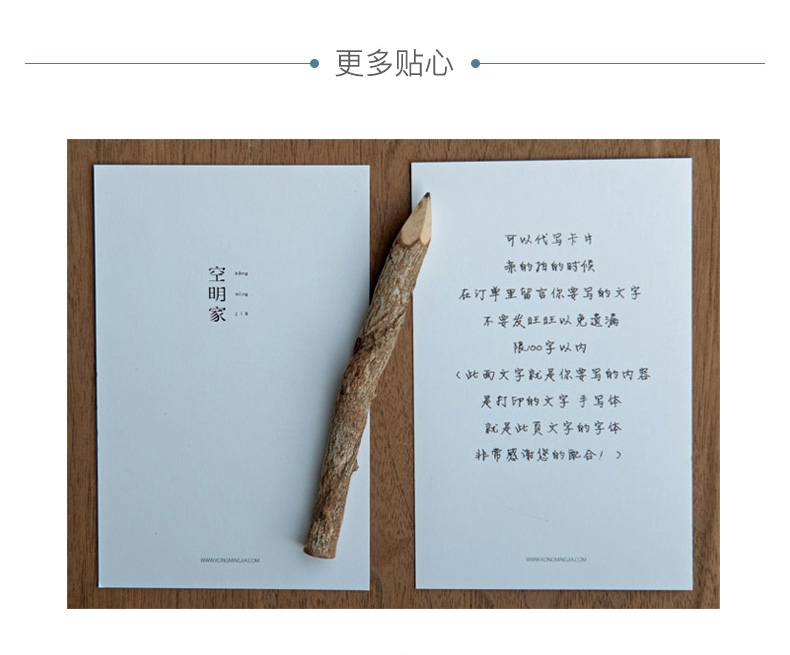 更多贴心
空明家
kōng
míng
jiā
WWW.KONGMINGJIA.COM
可以代写卡片
亲的拍的时候
在订单里留言你要写的文字
不要发旺旺以免遗漏
限100字以内
(此面文字就是你要写的内容
是打印的文字 手写体
就是此页文字的字体
非常感谢您的配合!)
WWW.KONGMINGJIA.COM